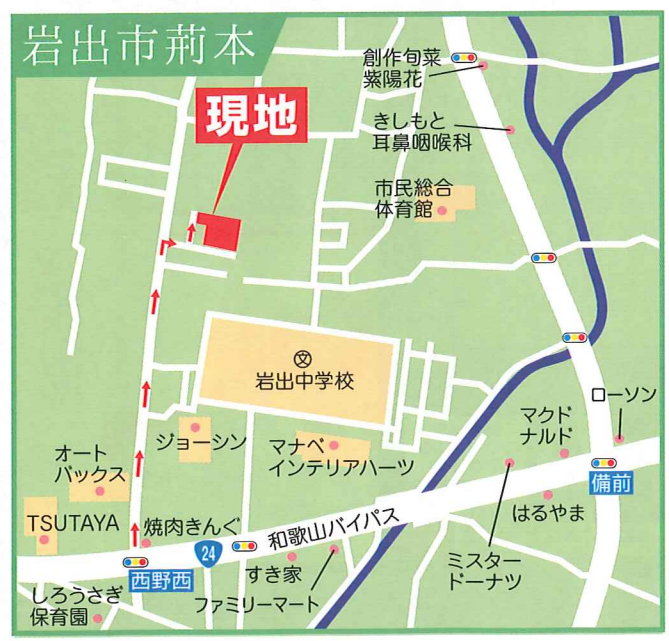 岩出市荊本
創作旬菜
紫陽花
現地
きしもと
耳鼻咽喉科
市民総合
体育館
文
岩出中学校
ローソン
マクド
ナルド
オート
バックス
ジョーシン
マナベ
インテリアハーツ
備前
はるやま
TSUTAYA
焼肉きんぐ
和歌山バイパス
24
西野西
すき家
ミスター
ドーナツ
ファミリーマート
しろうさぎ
保育園